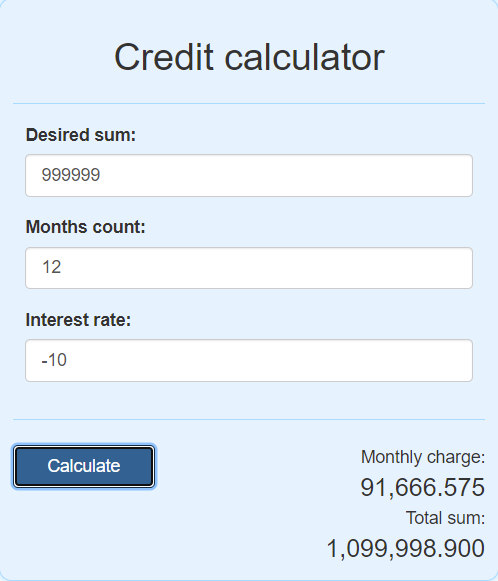 Credit calculator
Desired sum:
999999
Months count:
12
Interest rate:
-10
Calculate
Monthly charge:
91,666.575
Total sum:
1,099,998.900